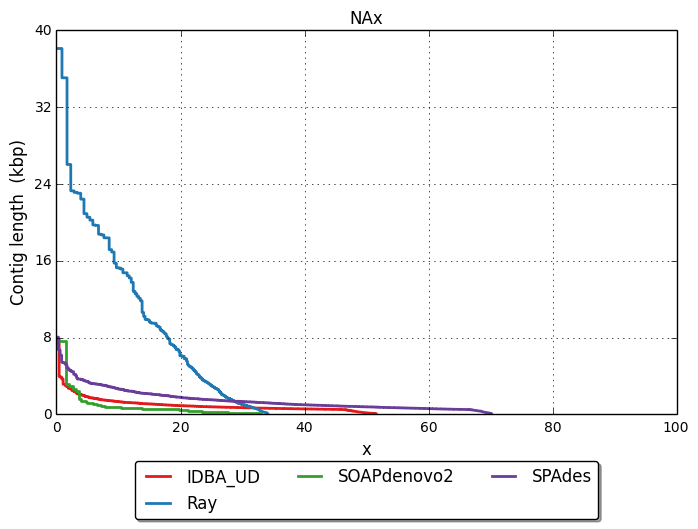 NAx
40
32
24
16
8
0
Contig length (kbp)
0 20 40 60 80 100
x
IDBA_UD SOAPdenovo2 SPAdes
Ray